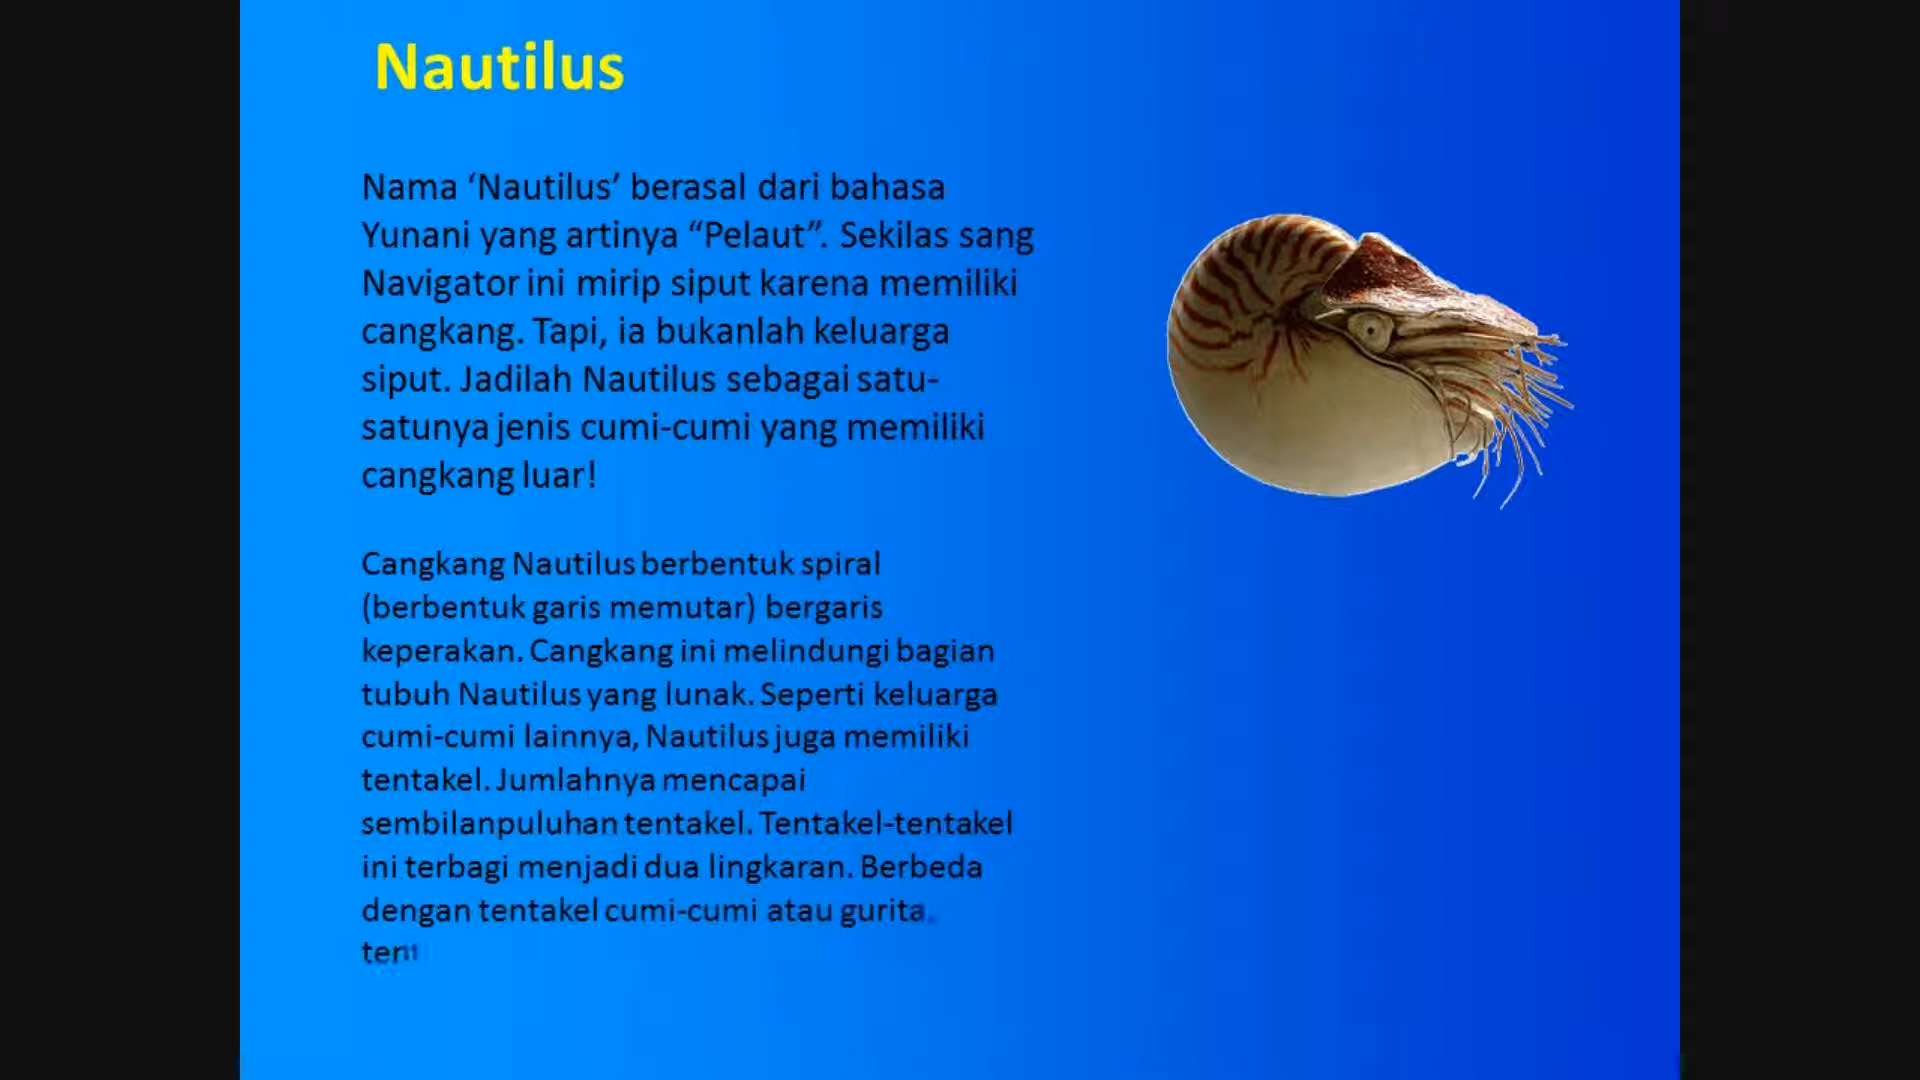 Nautilus
Nama ‘Nautilus’ berasal dari bahasa
Yunani yang artinya “Pelaut”. Sekilas sang
Navigator ini mirip siput karena memiliki
cangkang. Tapi, ia bukanlah keluarga
siput. Jadilah Nautilus sebagai satu-
satunya jenis cumi-cumi yang memiliki
cangkang luar!
Cangkang Nautilus berbentuk spiral
(berbentuk garis memutar) bergaris
keperakan. Cangkang ini melindungi bagian
tubuh Nautilus yang lunak. Seperti keluarga
cumi-cumi lainnya, Nautilus juga memiliki
tentakel. Jumlahnya mencapai
sembilanpuluhan tentakel. Tentakel-tentakel
ini terbagi menjadi dua lingkaran. Berbeda
dengan tentakel cumi-cumi atau gurita,